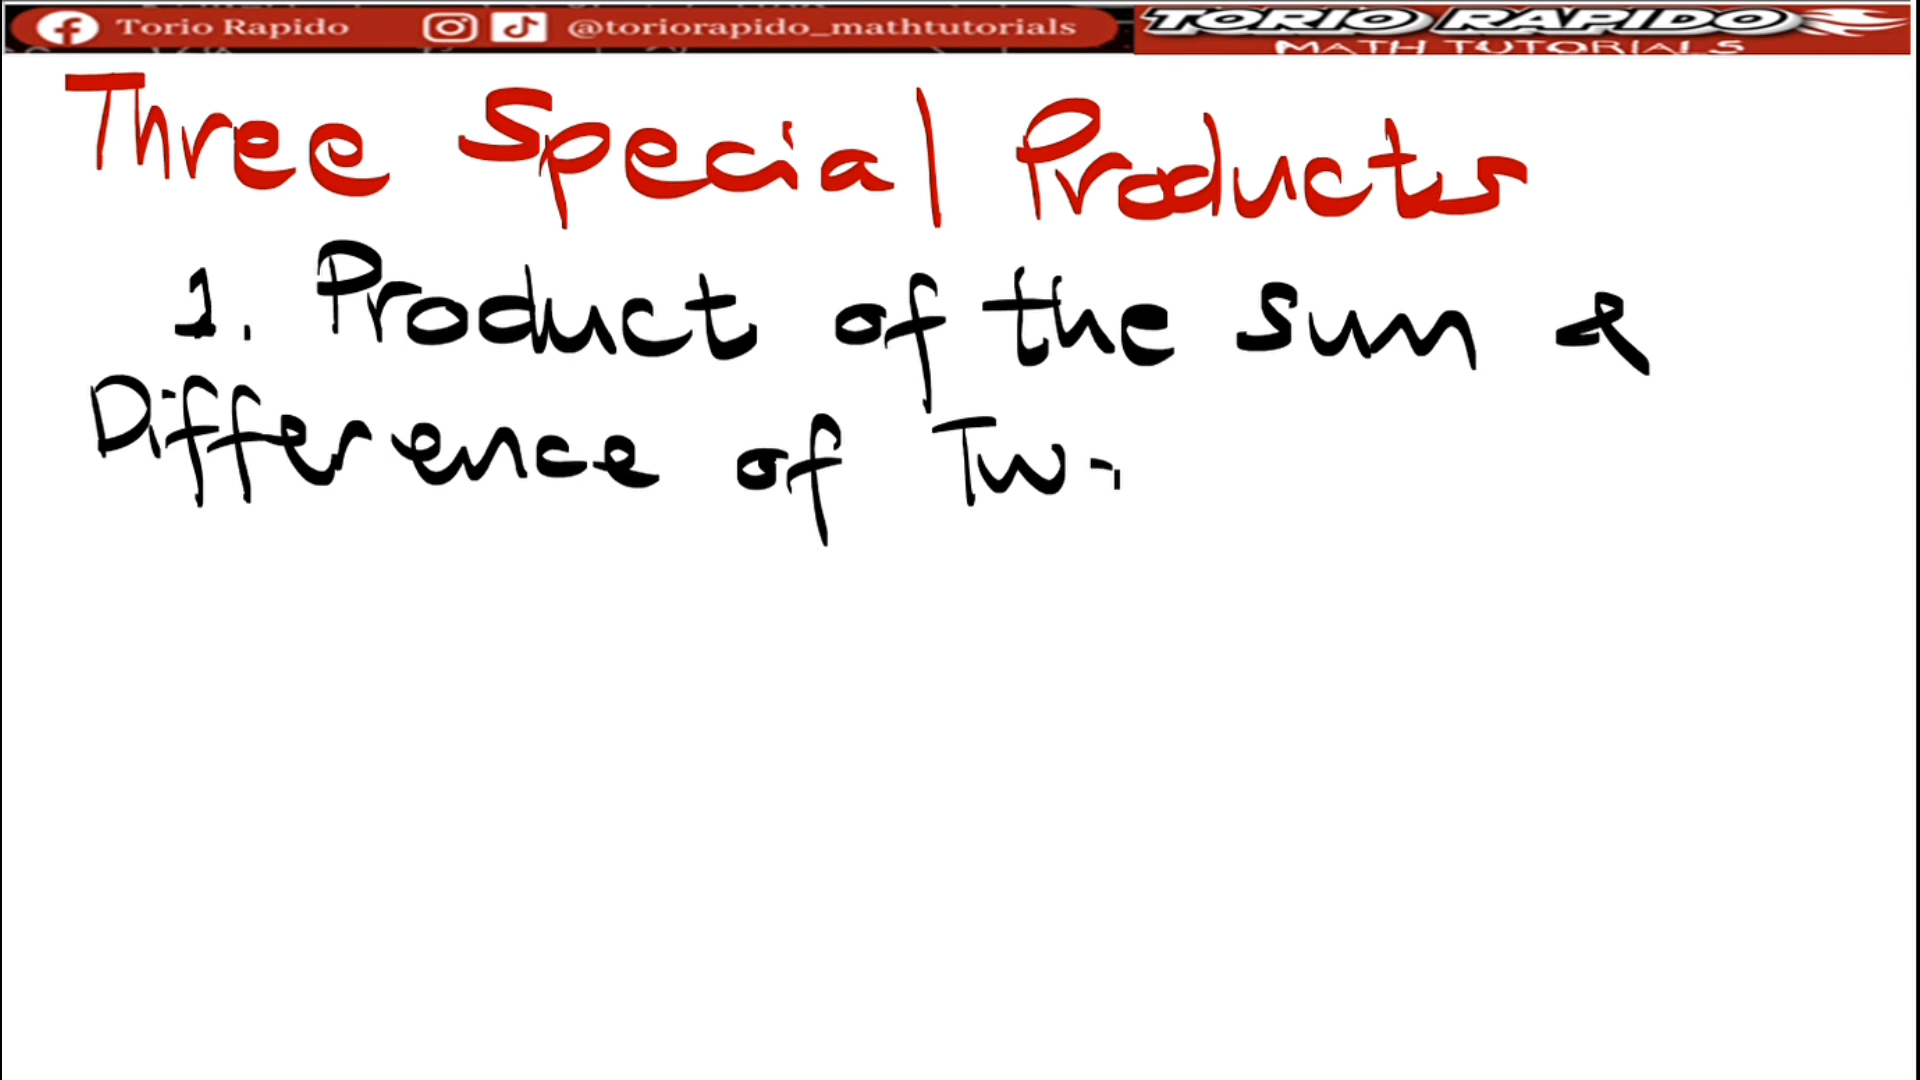 Torio Rapido @toriorapido_mathtutorials TORIO RAPIDO
MATH TUTORIALS
Three Special Products
1. Product of the sum &
Difference of Tw